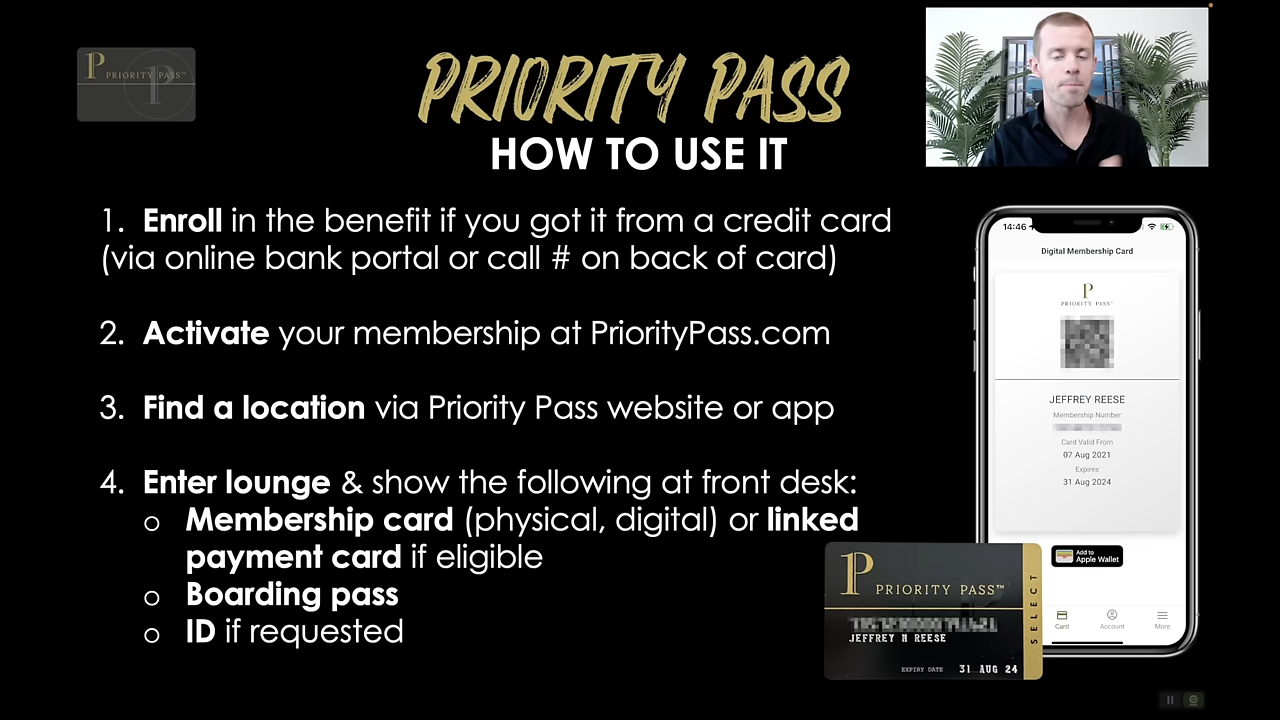 P PRIORITY PASS™
PRIORITY PASS
HOW TO USE IT
1. Enroll in the benefit if you got it from a credit card
(via online bank portal or call # on back of card)
2. Activate your membership at PriorityPass.com
3. Find a location via Priority Pass website or app
4. Enter lounge & show the following at front desk:
o Membership card (physical, digital) or linked
payment card if eligible
o Boarding pass
o ID if requested
14:46
Digital Membership Card
P
PRIORITY PASS™
JEFFREY REESE
Membership Number
Card Valid From
07 Aug 2021
Expires
31 Aug 2024
Add to
Apple Wallet
Card Account More
P PRIORITY PASS™
SELECT
JEFFREY M REESE
EXPIRY DATE 31 AUG 24